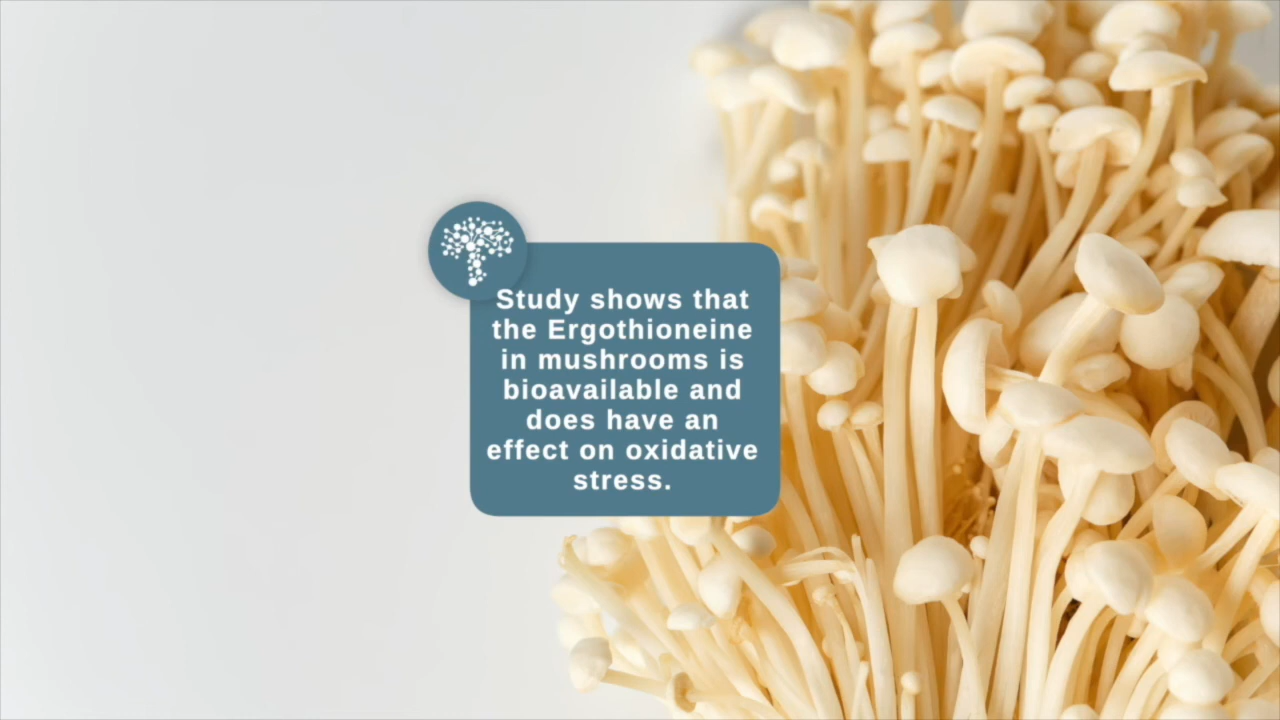 Study shows that
the Ergothioneine
in mushrooms is
bioavailable and
does have an
effect on oxidative
stress.